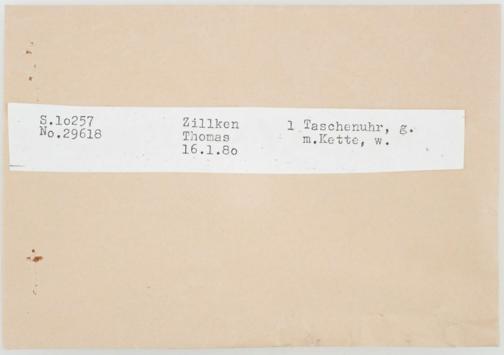 S.1o257 Zillken 1 Taschenuhr, g.
No.29618 Thomas m.Kette, w.
16.1.8o